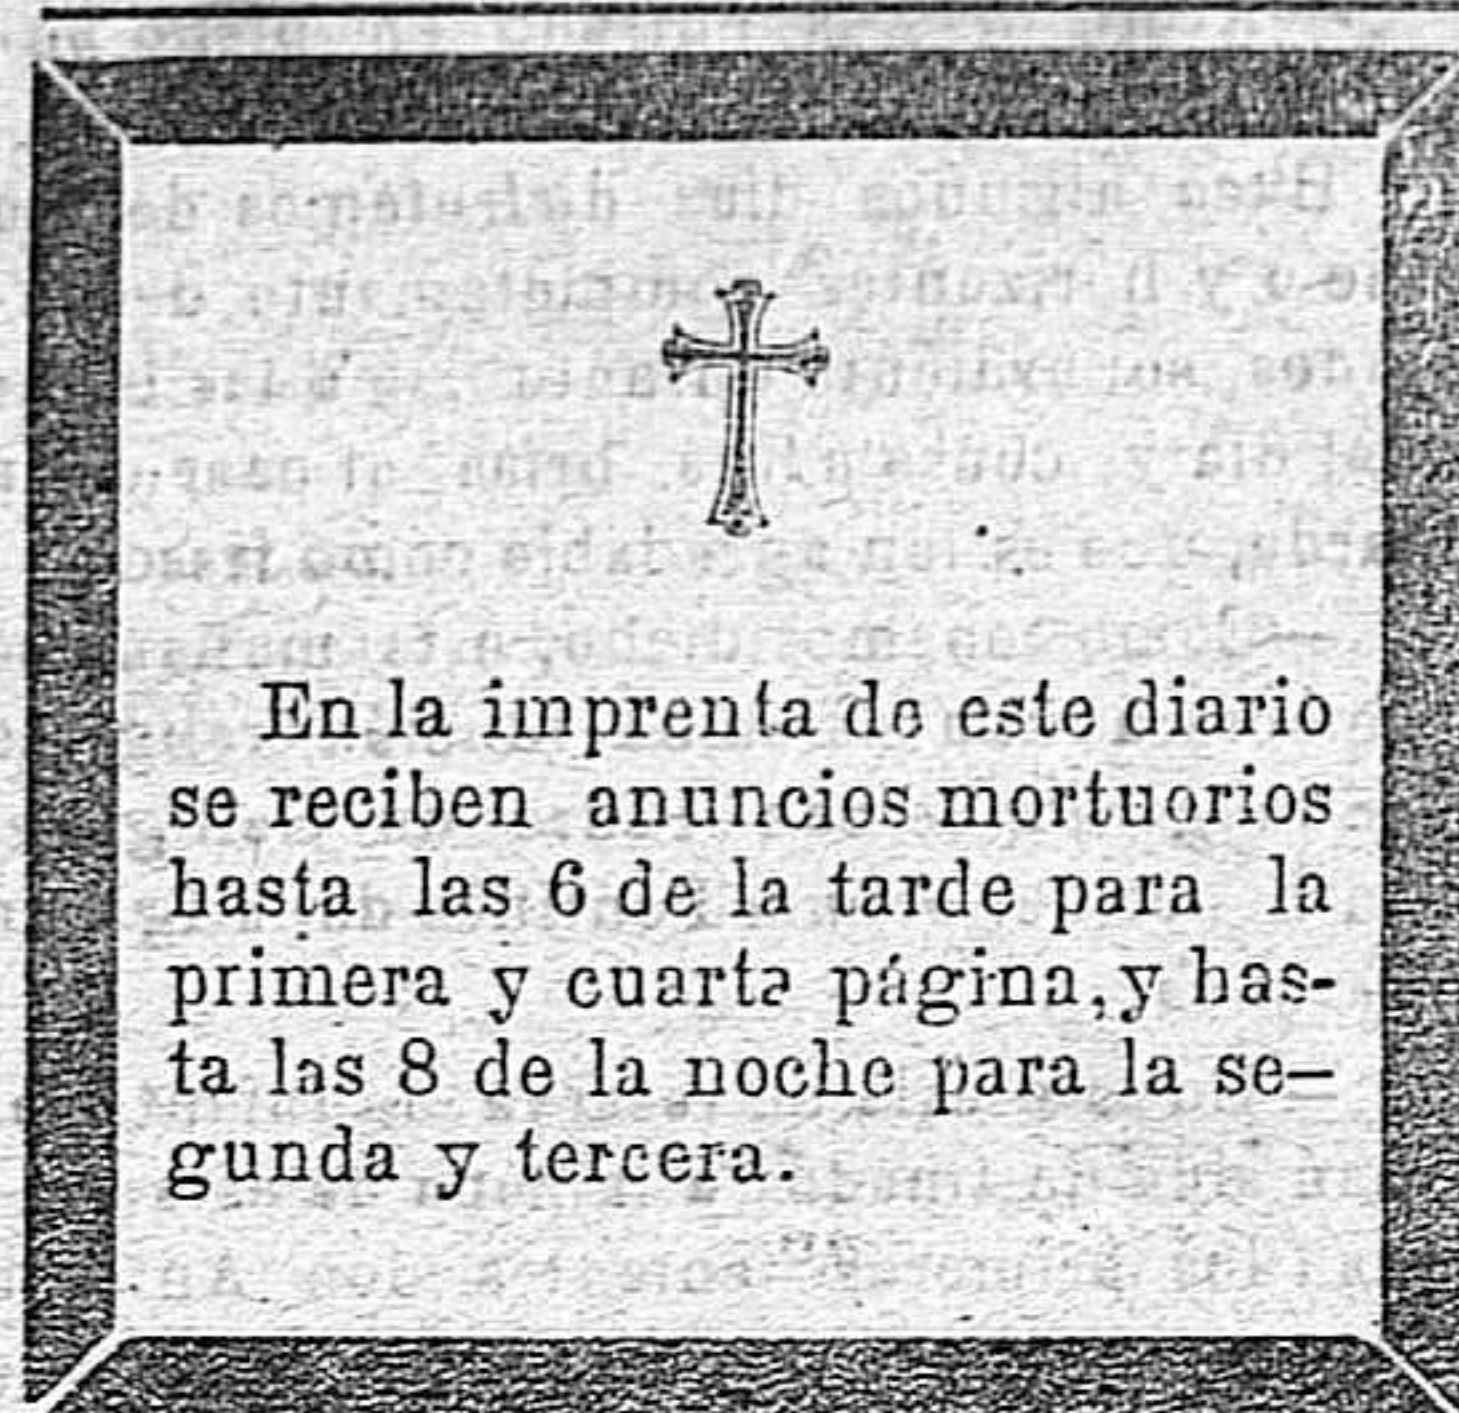 En la imprenta de este diario
se reciben anuncios mortuorios
hasta las 6 de la tarde para la
primera y cuarta página, y has-
ta las 8 de la noche para la se-
gunda y tercera.